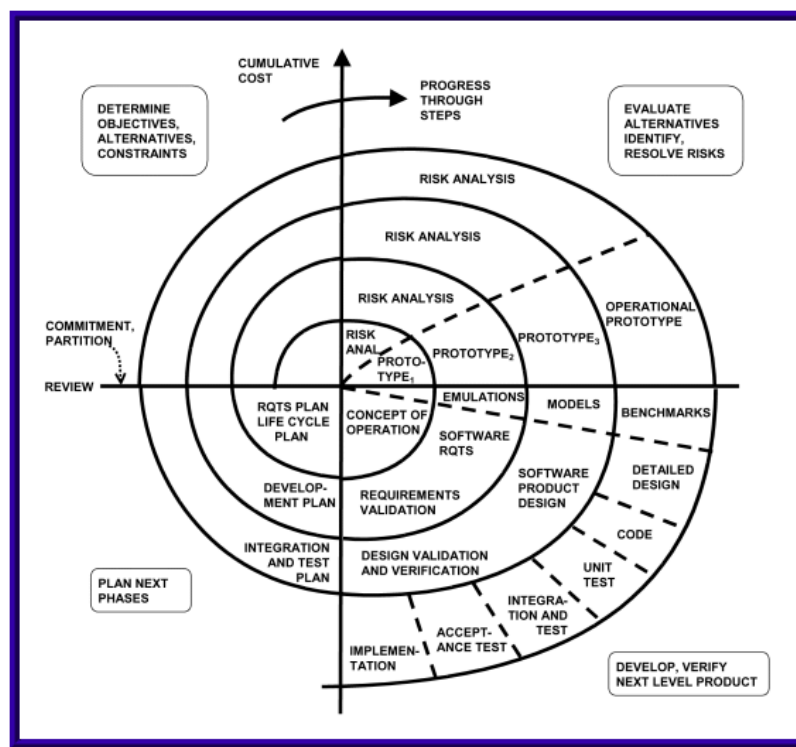 CUMULATIVE
COST
PROGRESS
THROUGH
STEPS
DETERMINE
OBJECTIVES,
ALTERNATIVES,
CONSTRAINTS
EVALUATE
ALTERNATIVES
IDENTIFY,
RESOLVE RISKS
RISK ANALYSIS
RISK ANALYSIS
RISK ANALYSIS
RISK
ANAL.
PROTO-
TYPE1
PROTOTYPE2
PROTOTYPE3
OPERATIONAL
PROTOTYPE
COMMITMENT,
PARTITION
REVIEW
RQTS PLAN
LIFE CYCLE
PLAN
CONCEPT OF
OPERATION
EMULATIONS
MODELS
BENCHMARKS
SOFTWARE
RQTS
SOFTWARE
PRODUCT
DESIGN
DETAILED
DESIGN
DEVELOP-
MENT PLAN
REQUIREMENTS
VALIDATION
CODE
UNIT
TEST
INTEGRATION
AND TEST
PLAN
DESIGN VALIDATION
AND VERIFICATION
INTEGRA-
TION AND
TEST
ACCEPT-
ANCE TEST
IMPLEMEN-
TATION
PLAN NEXT
PHASES
DEVELOP, VERIFY
NEXT LEVEL PRODUCT